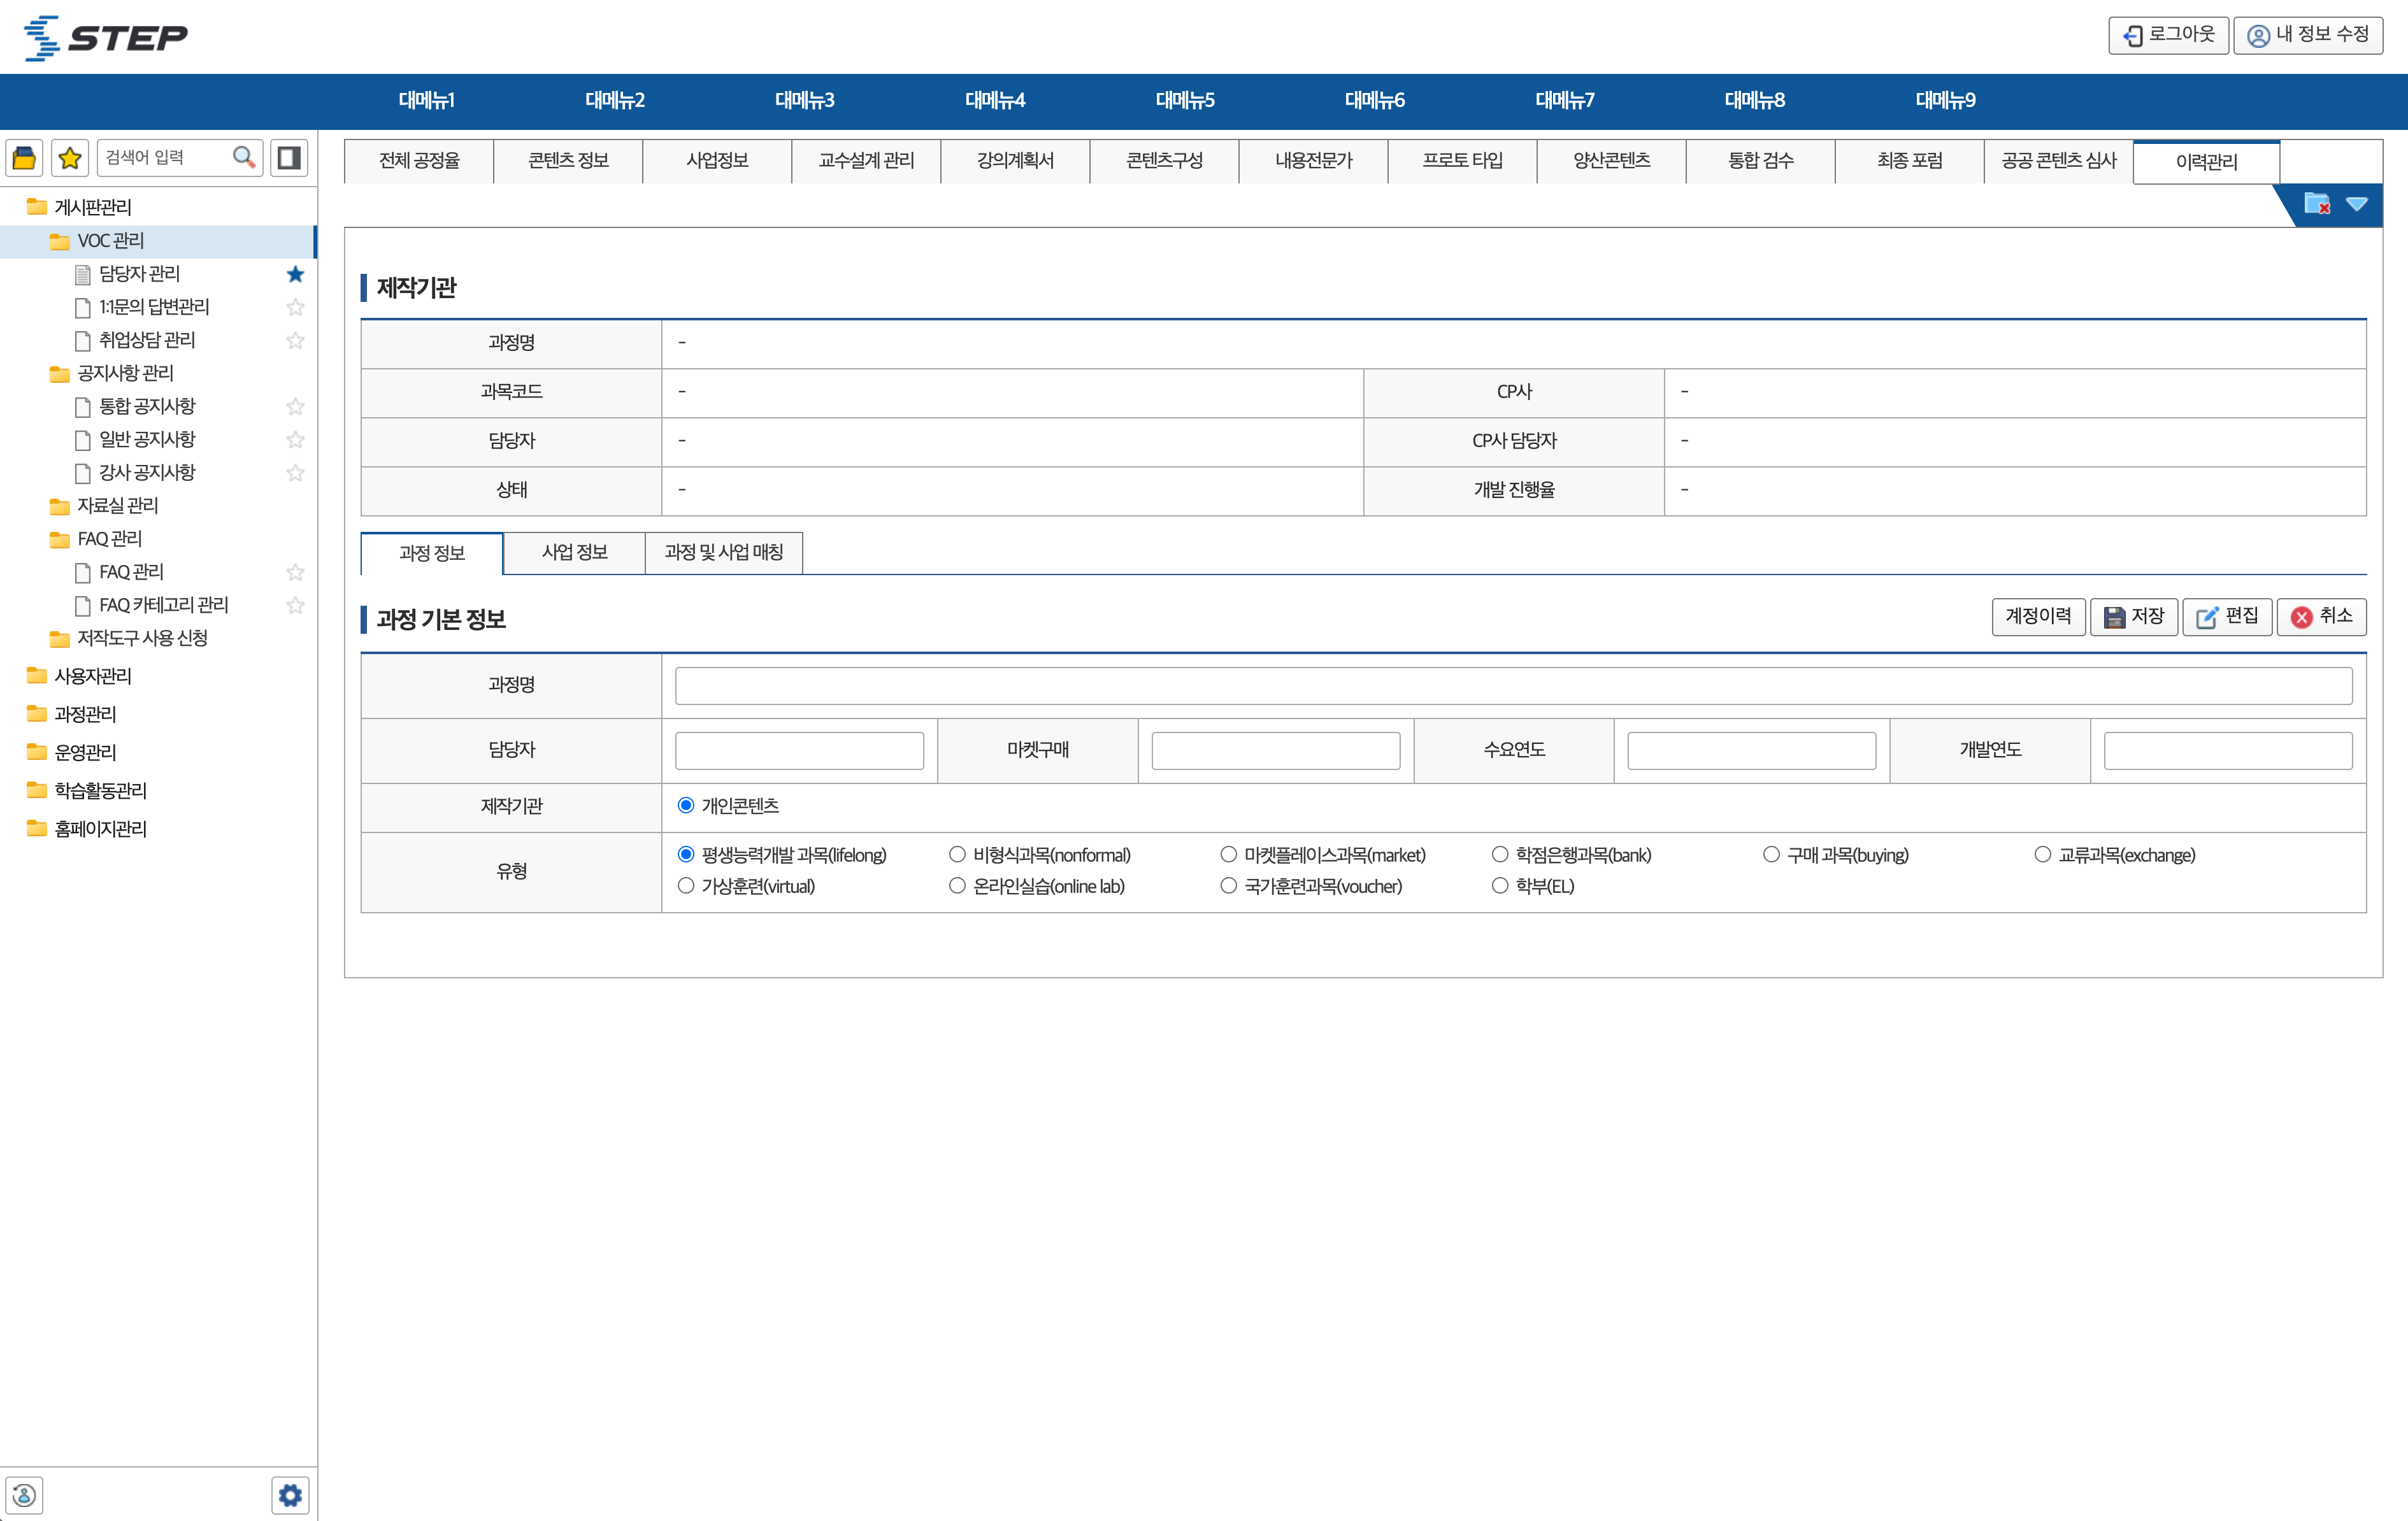 STEP
로그아웃 내 정보 수정
대메뉴1 대메뉴2 대메뉴3 대메뉴4 대메뉴5 대메뉴6 대메뉴7 대메뉴8 대메뉴9
검색어 입력
게시판관리
VOC 관리
담당자 관리
1:1문의 답변관리
취업상담 관리
공지사항 관리
통합 공지사항
일반 공지사항
강사 공지사항
자료실 관리
FAQ 관리
FAQ 관리
FAQ 카테고리 관리
저작도구 사용 신청
사용자관리
과정관리
운영관리
학습활동관리
홈페이지관리
전체 공정율 콘텐츠 정보 사업정보 교수설계 관리 강의계획서 콘텐츠구성 내용전문가 프로토 타입 양산콘텐츠 통합 검수 최종 포럼 공공 콘텐츠 심사 이력관리
제작기관
과정명 -
과목코드 - CP사 -
담당자 - CP사 담당자 -
상태 - 개발 진행율 -
과정 정보 사업 정보 과정 및 사업 매칭
과정 기본 정보
계정이력 저장 편집 취소
과정명
담당자 마켓구매 수요연도 개발연도
제작기관 개인콘텐츠
유형
평생능력개발 과목(lifelong) 비형식과목(nonformal) 마켓플레이스과목(market) 학점은행과목(bank) 구매 과목(buying) 교류과목(exchange)
가상훈련(virtual) 온라인실습(online lab) 국가훈련과목(voucher) 학부(EL)